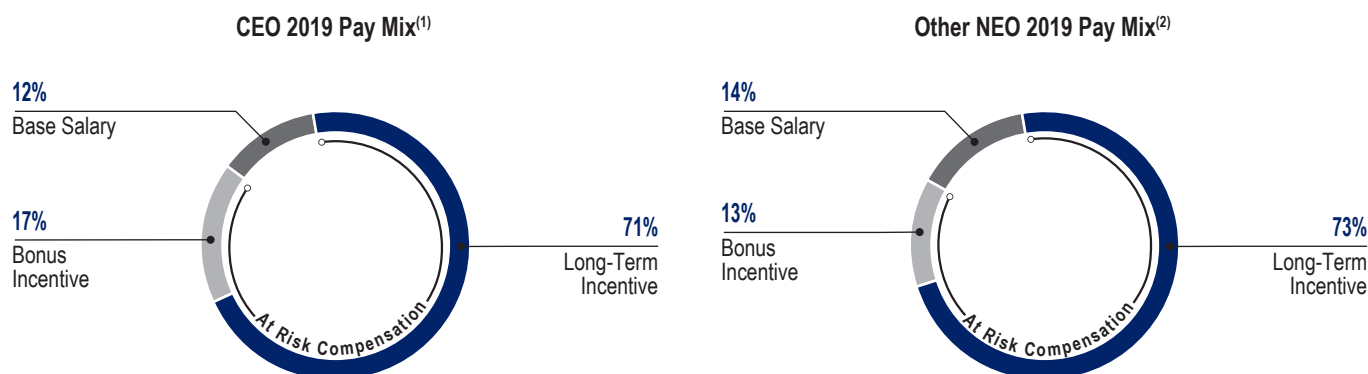 CEO 2019 Pay Mix(1)
12%
Base Salary
17%
Bonus
Incentive
71%
Long-Term
Incentive
At Risk Compensation
Other NEO 2019 Pay Mix(2)
14%
Base Salary
13%
Bonus
Incentive
73%
Long-Term
Incentive
At Risk Compensation